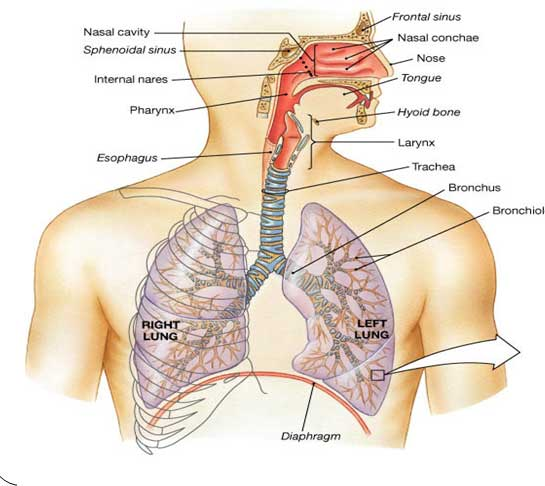 Frontal sinus
Nasal cavity
Nasal conchae
Sphenoidal sinus
Nose
Internal nares
Tongue
Pharynx
Hyoid bone
Larynx
Esophagus
Trachea
Bronchus
Bronchiol
RIGHT
LUNG
LEFT
LUNG
Diaphragm